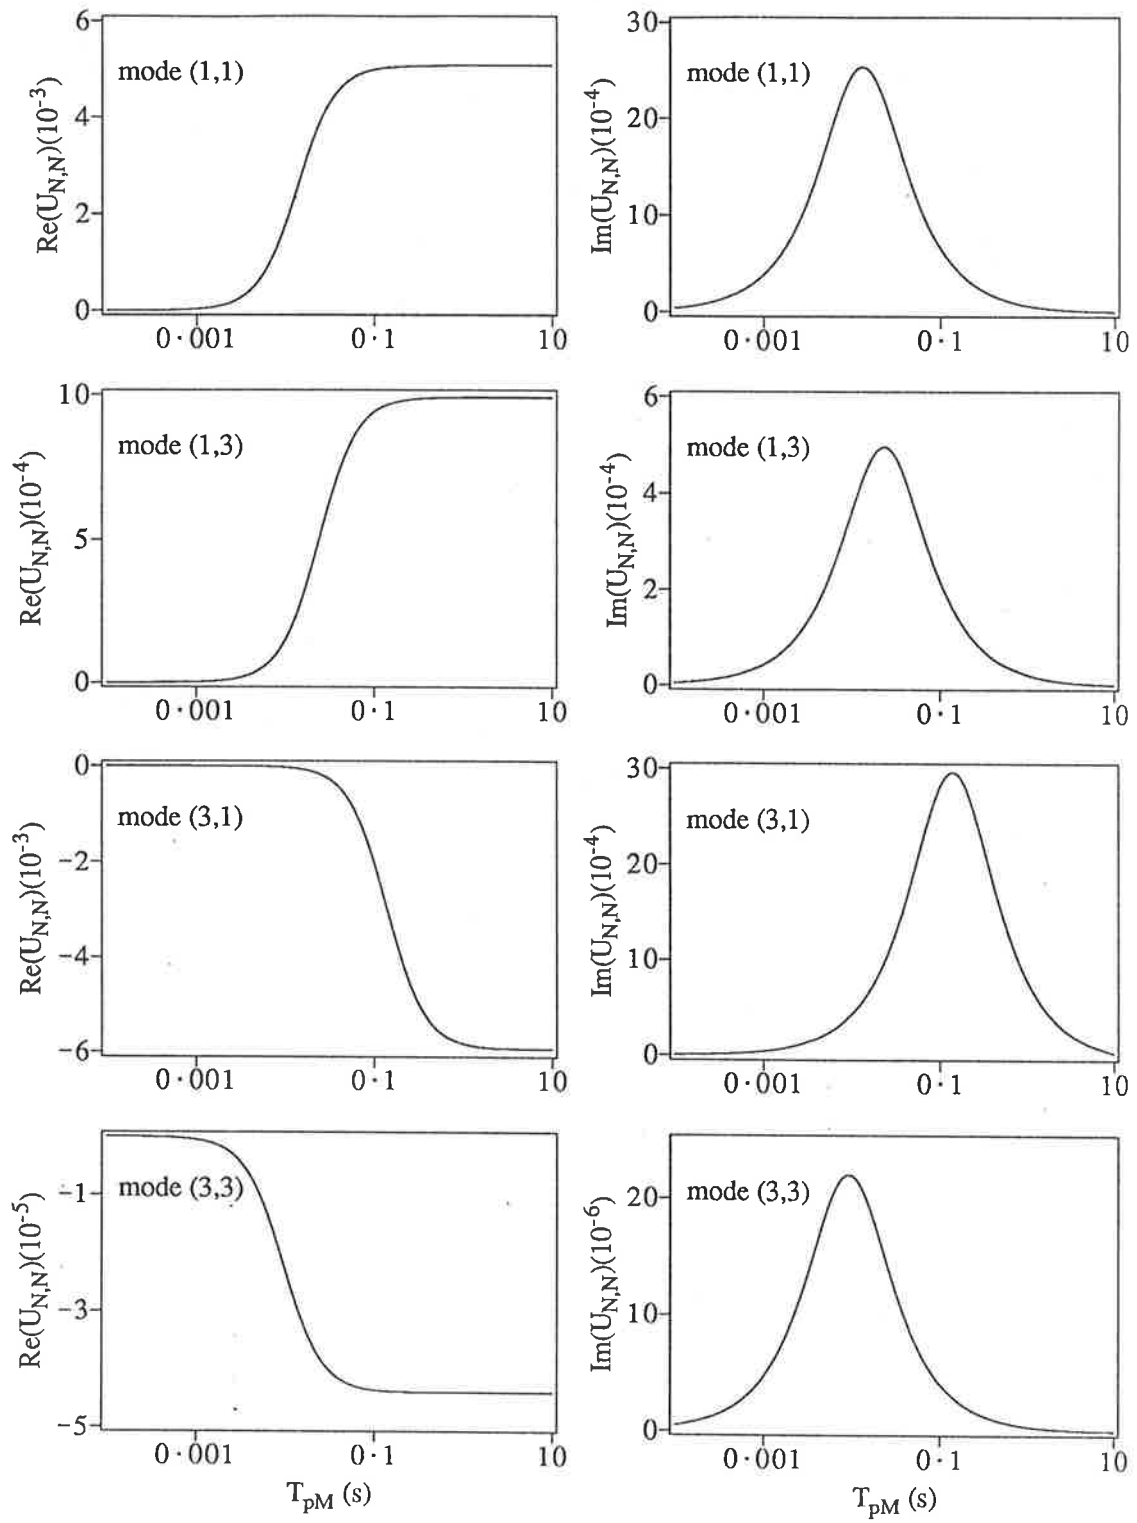 6
4
2
0
Re(U_N,N)(10^-3)
mode (1,1)
0·001
0·1
10
30
20
10
0
Im(U_N,N)(10^-4)
mode (1,1)
0·001
0·1
10
10
5
0
Re(U_N,N)(10^-4)
mode (1,3)
0·001
0·1
10
6
4
2
0
Im(U_N,N)(10^-4)
mode (1,3)
0·001
0·1
10
0
−2
−4
−6
Re(U_N,N)(10^-3)
mode (3,1)
0·001
0·1
10
30
20
10
0
Im(U_N,N)(10^-4)
mode (3,1)
0·001
0·1
10
−1
−3
−5
Re(U_N,N)(10^-5)
mode (3,3)
0·001
0·1
10
T_pM (s)
20
10
0
Im(U_N,N)(10^-6)
mode (3,3)
0·001
0·1
10
T_pM (s)